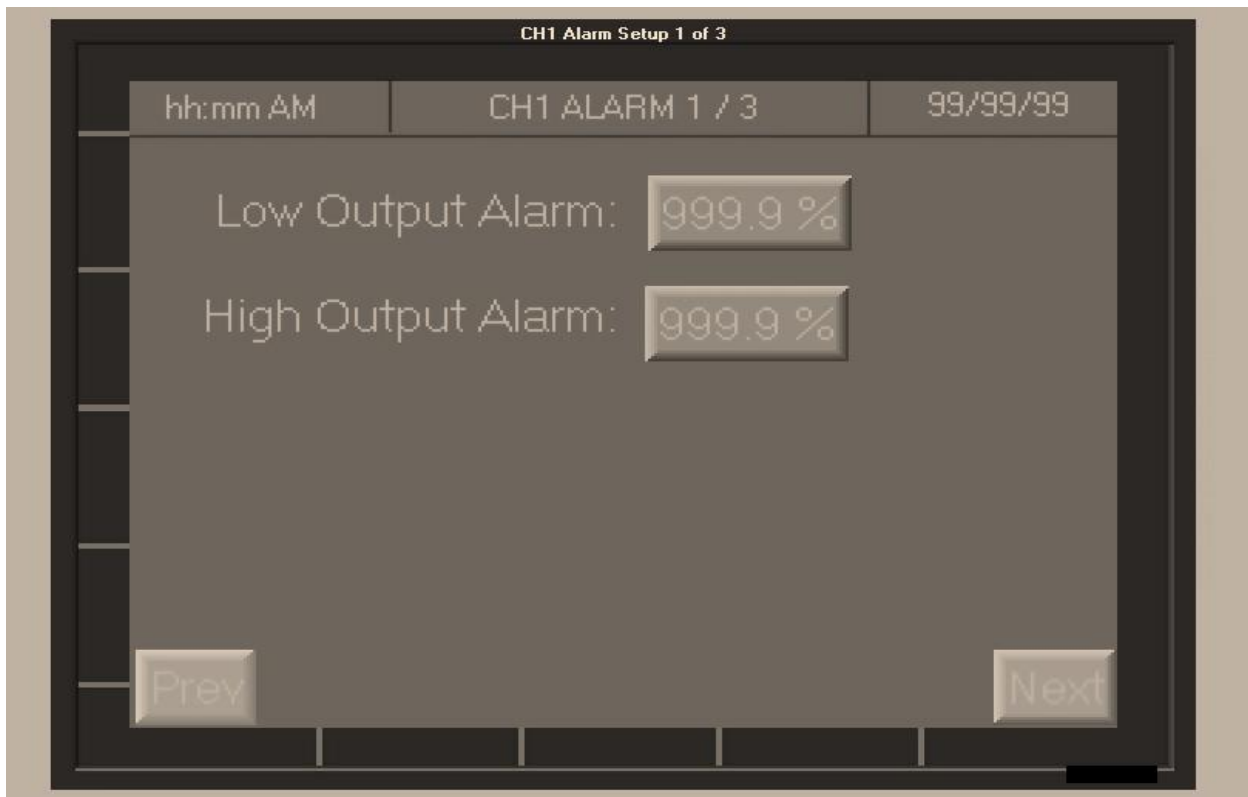 CH1 Alarm Setup 1 of 3
hh:mm AM CH1 ALARM 1 / 3 99/99/99
Low Output Alarm: 999.9 %
High Output Alarm: 999.9 %
Prev Next